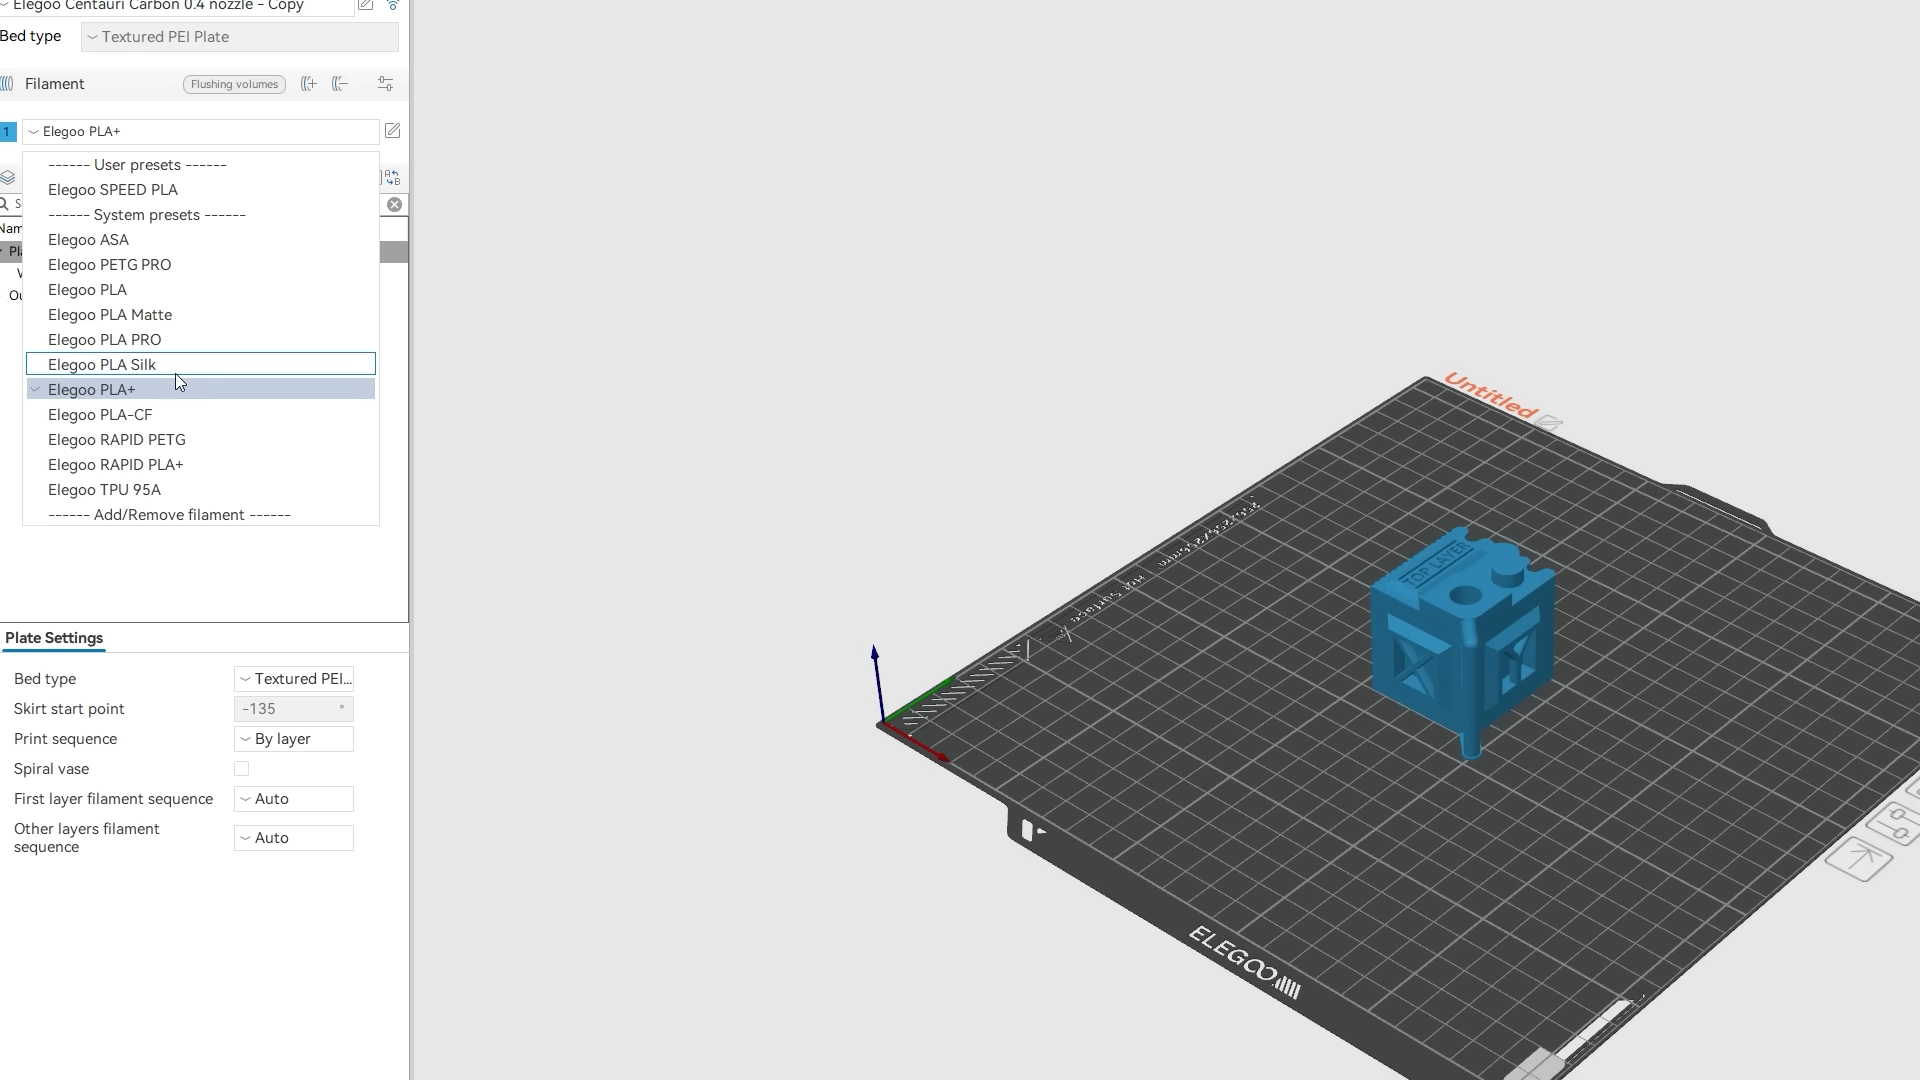 Elegoo Centauri Carbon 0.4 nozzle - Copy
Bed type
Textured PEI Plate
Filament
Flushing volumes
1
Elegoo PLA+
------ User presets ------
Elegoo SPEED PLA
------ System presets ------
Elegoo ASA
Elegoo PETG PRO
Elegoo PLA
Elegoo PLA Matte
Elegoo PLA PRO
Elegoo PLA Silk
Elegoo PLA+
Elegoo PLA-CF
Elegoo RAPID PETG
Elegoo RAPID PLA+
Elegoo TPU 95A
------ Add/Remove filament ------
Plate Settings
Bed type
Textured PEI...
Skirt start point
-135
°
Print sequence
By layer
Spiral vase
First layer filament sequence
Auto
Other layers filament
sequence
Auto
Untitled
TOP LAYER
X
Y
ELEGOO